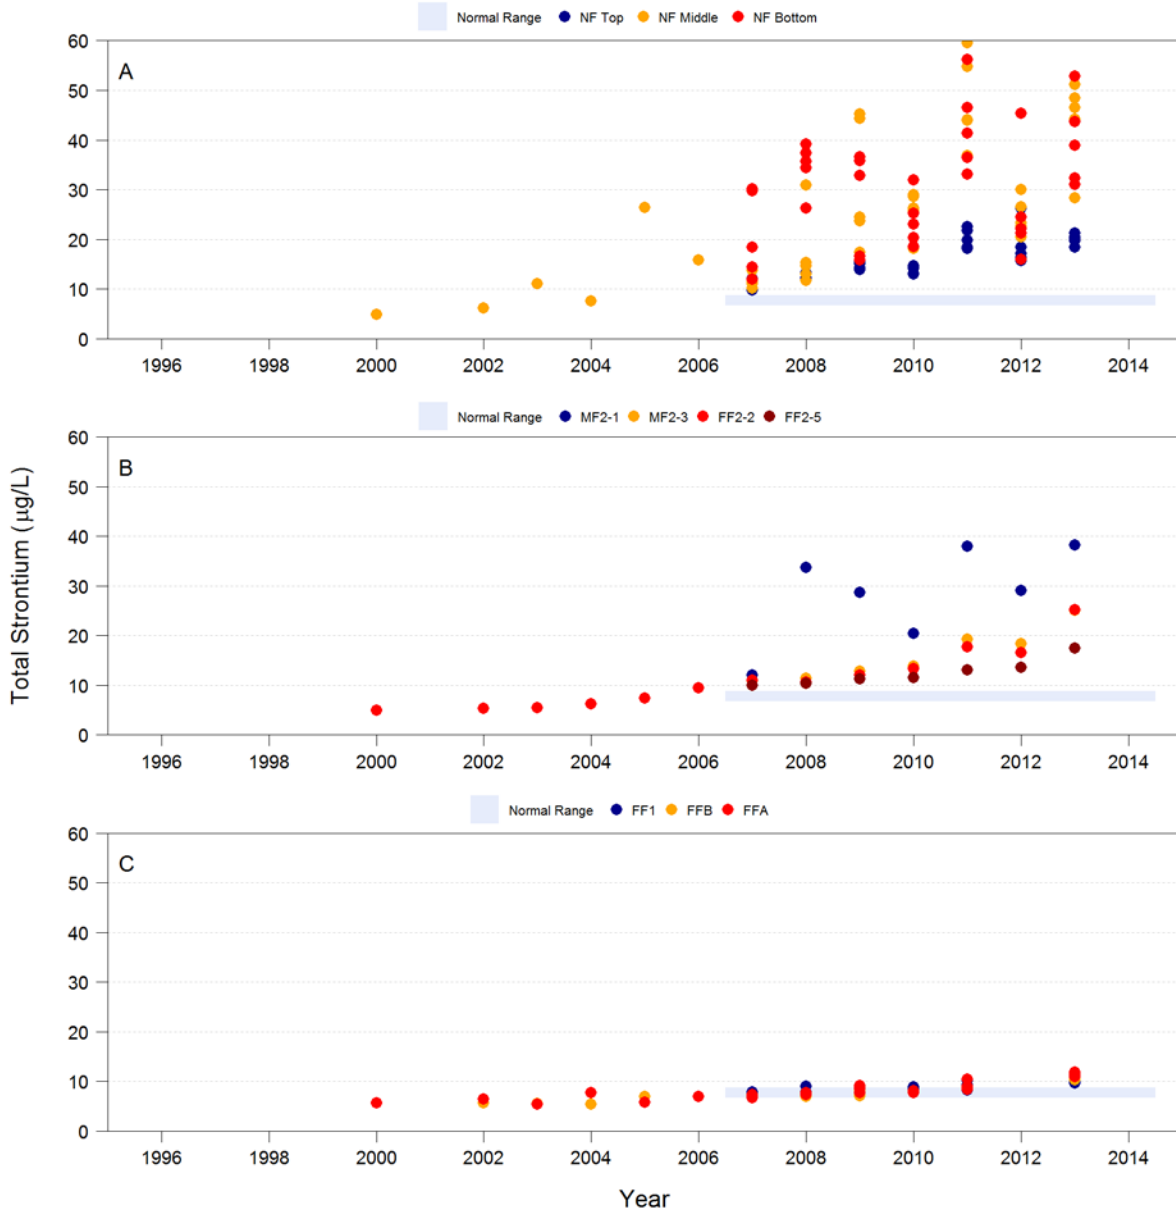 Normal Range NF Top NF Middle NF Bottom
A
60
50
40
30
20
10
0
1996 1998 2000 2002 2004 2006 2008 2010 2012 2014
Normal Range MF2-1 MF2-3 FF2-2 FF2-5
B
60
50
40
30
20
10
0
1996 1998 2000 2002 2004 2006 2008 2010 2012 2014
Total Strontium (µg/L)
Normal Range FF1 FFB FFA
C
60
50
40
30
20
10
0
1996 1998 2000 2002 2004 2006 2008 2010 2012 2014
Year